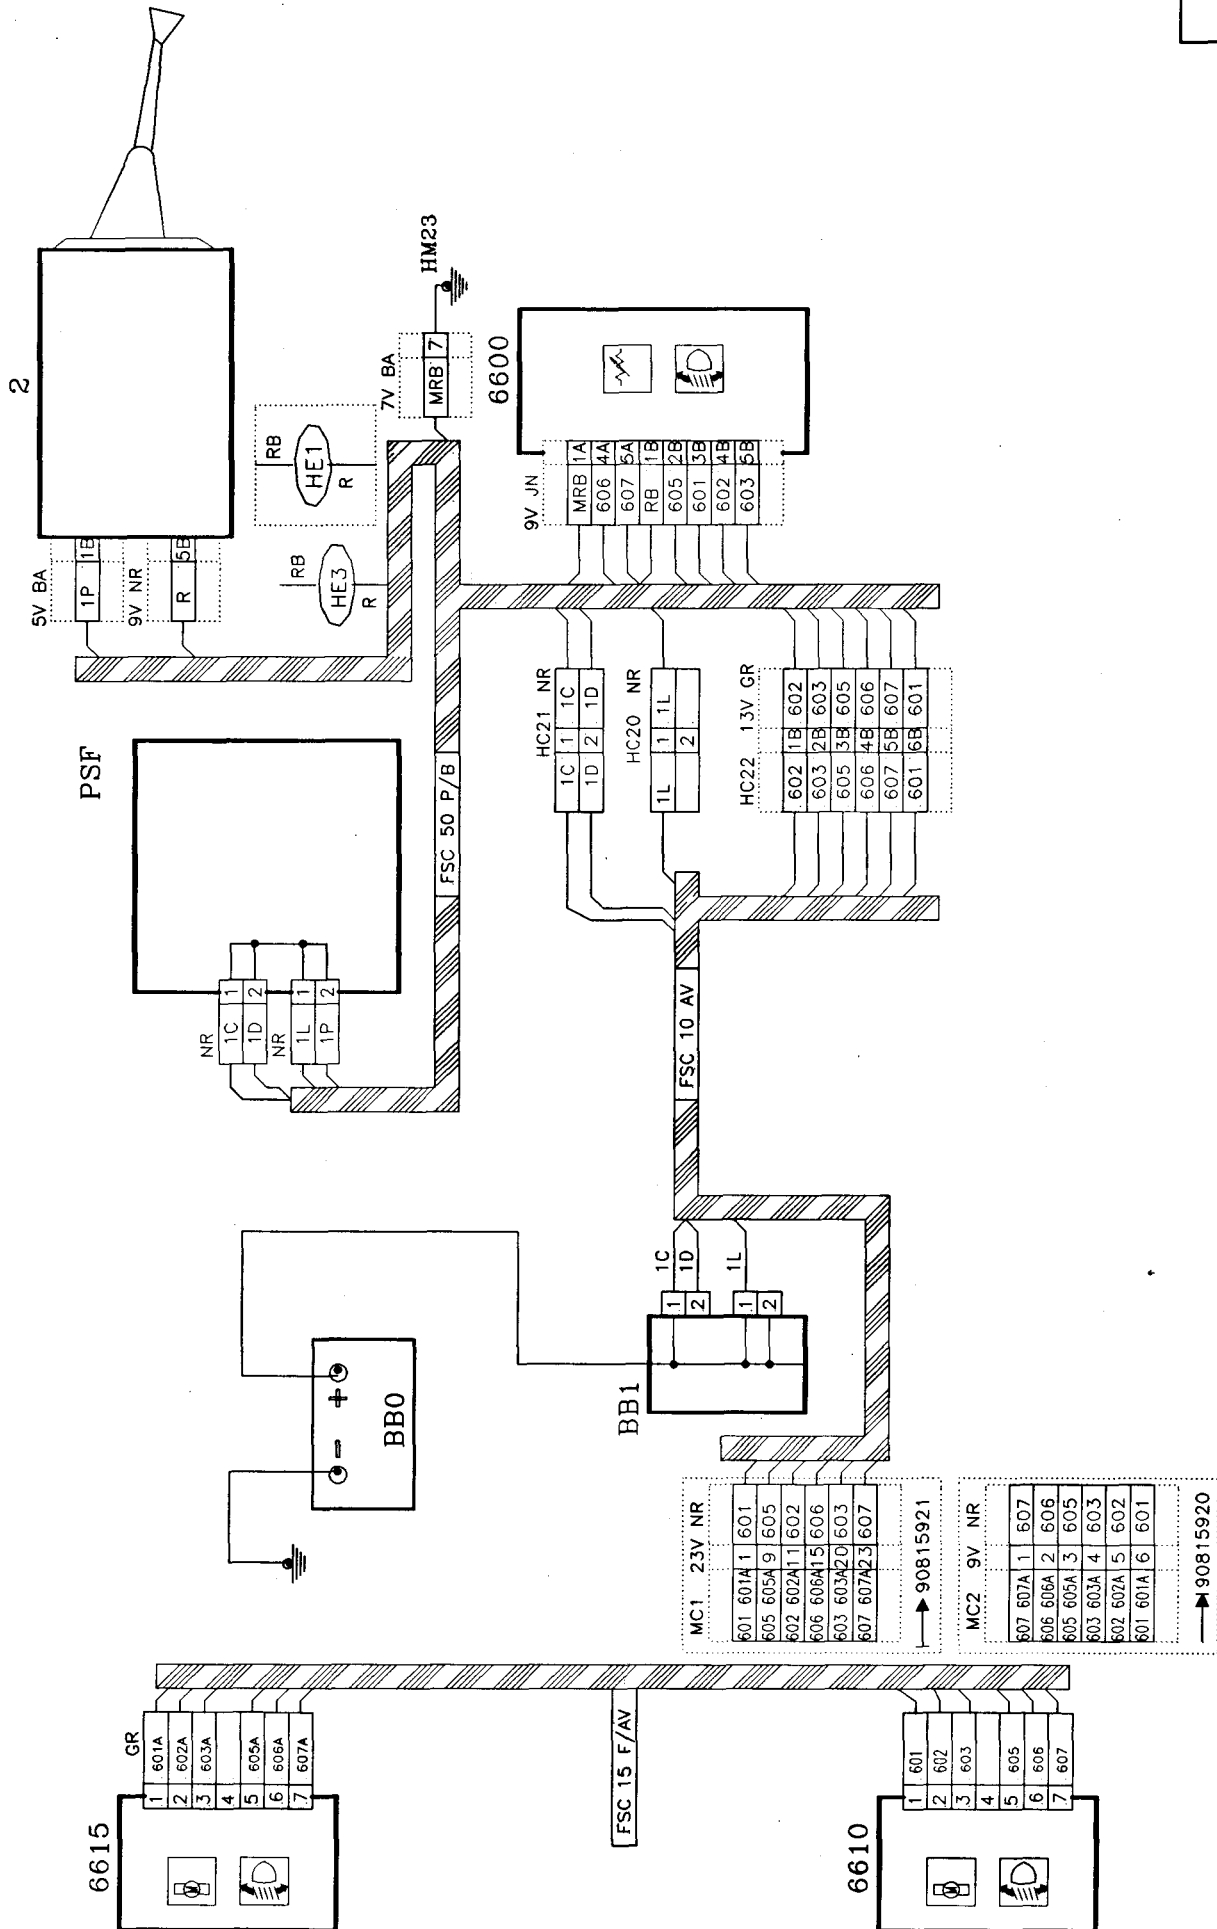 2
5V BA
1P 1B
9V NR
R 5B
RB
HE1
R
RB
HE3
R
7V BA
MRB 7
HM23
6600
9V JN
MRB 1A
606 4A
607 5A
RB 1B
605 2B
601 3B
602 4B
603 5B
PSF
NR
1C 1
1D 2
NR
1L 1
1P 2
FSC 50 P/B
HC21 NR
1C 1 1C
1D 2 1D
HC20 NR
1L 1 1L
2
HC22 13V GR
602 1B 602
603 2B 603
605 3B 605
606 4B 606
607 5B 607
601 6B 601
FSC 10 AV
BB0
- +
BB1
1C
1D
1L
1
2
1
2
MC1 23V NR
601 601A 1 601
605 605A 9 605
602 602A 11 602
606 606A 15 606
603 603A 20 603
607 607A 23 607
90815921
MC2 9V NR
607 607A 1 607
606 606A 2 606
605 605A 3 605
603 603A 4 603
602 602A 5 602
601 601A 6 601
90815920
FSC 15 F/AV
6615
GR
1 601A
2 602A
3 603A
4
5 605A
6 606A
7 607A
M
6610
1 601
2 602
3 603
4
5 605
6 606
7 607
M